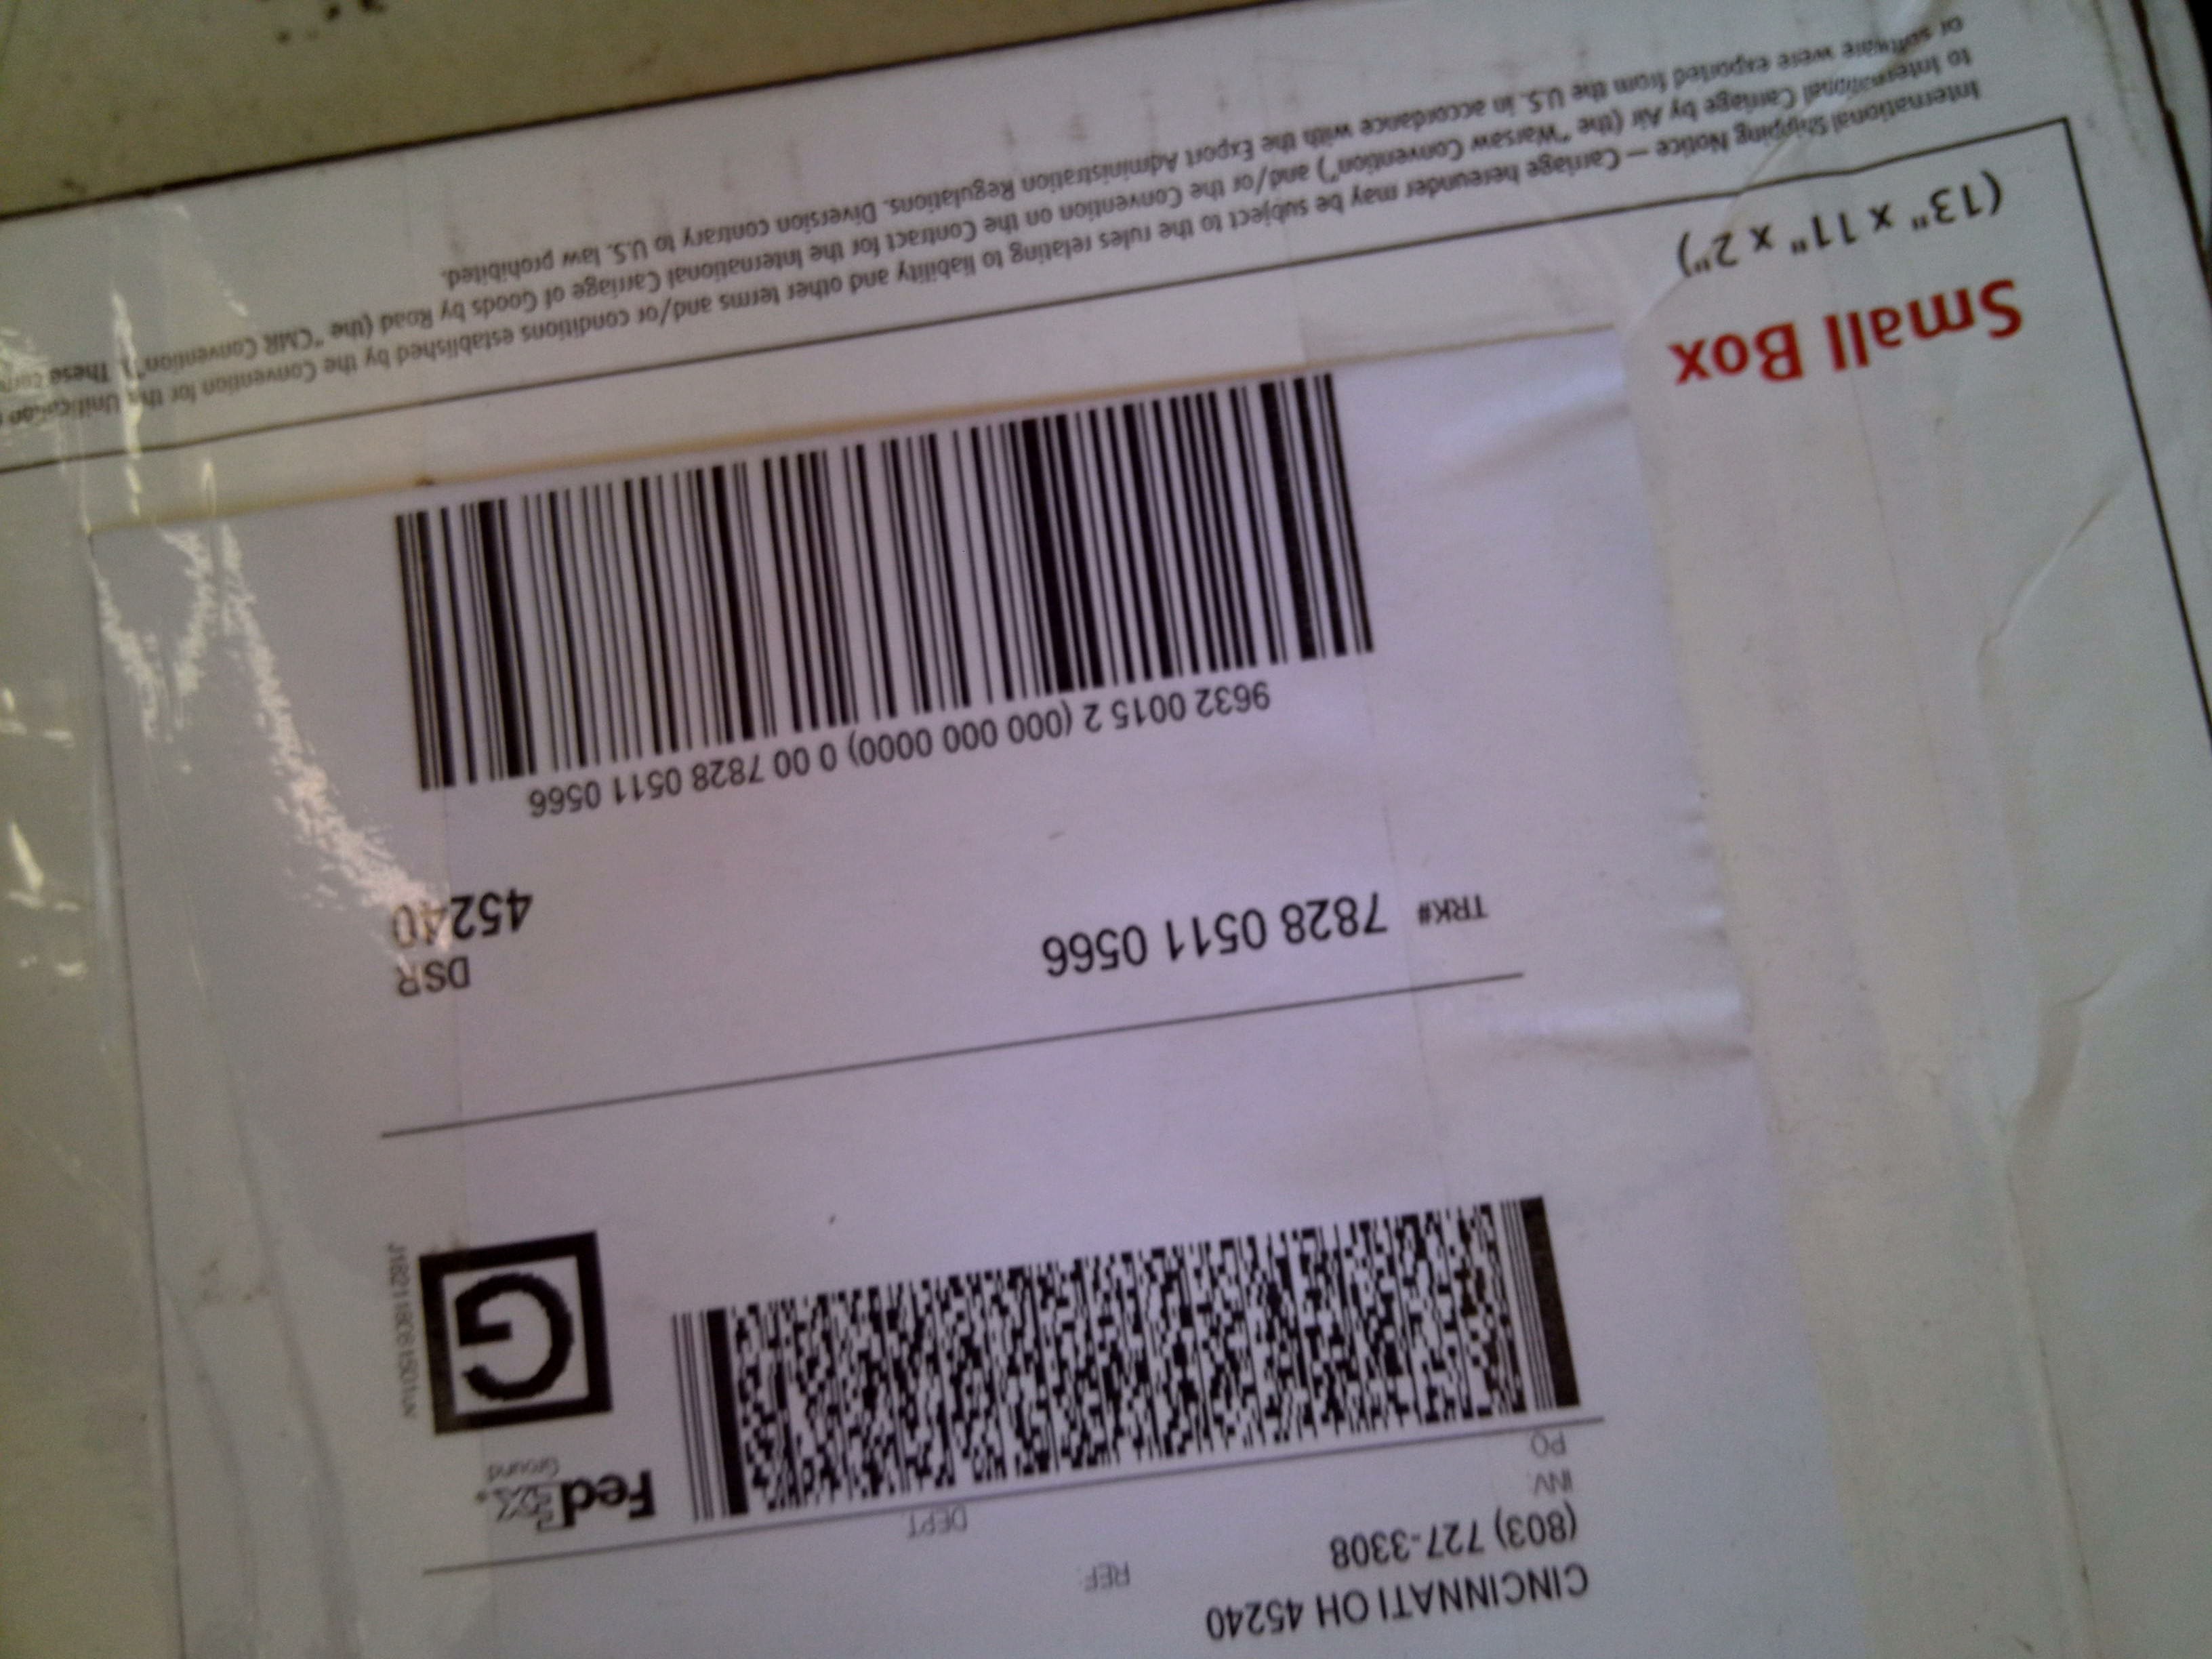 CINCINNATI OH 45240
(803) 727-3308
REF:
INV:
PO
DEPT:
FedEx
Ground
G
TRK#
7828 0511 0566
DSR
45240
9632 0015 2 (000 000 0000) 0 00 7828 0511 0566
Small Box
(13" x 11" x 2")
International Shipping Notice – Carriage hereunder may be subject to the rules relating to liability and other terms and/or conditions established by the Convention for the Unification
to International Carriage by Air (the "Warsaw Convention") and/or the Convention on the Contract for the International Carriage of Goods by Road (the "CMR Convention"). These
or software were exported from the U.S. in accordance with the Export Administration Regulations. Diversion contrary to U.S. law prohibited.